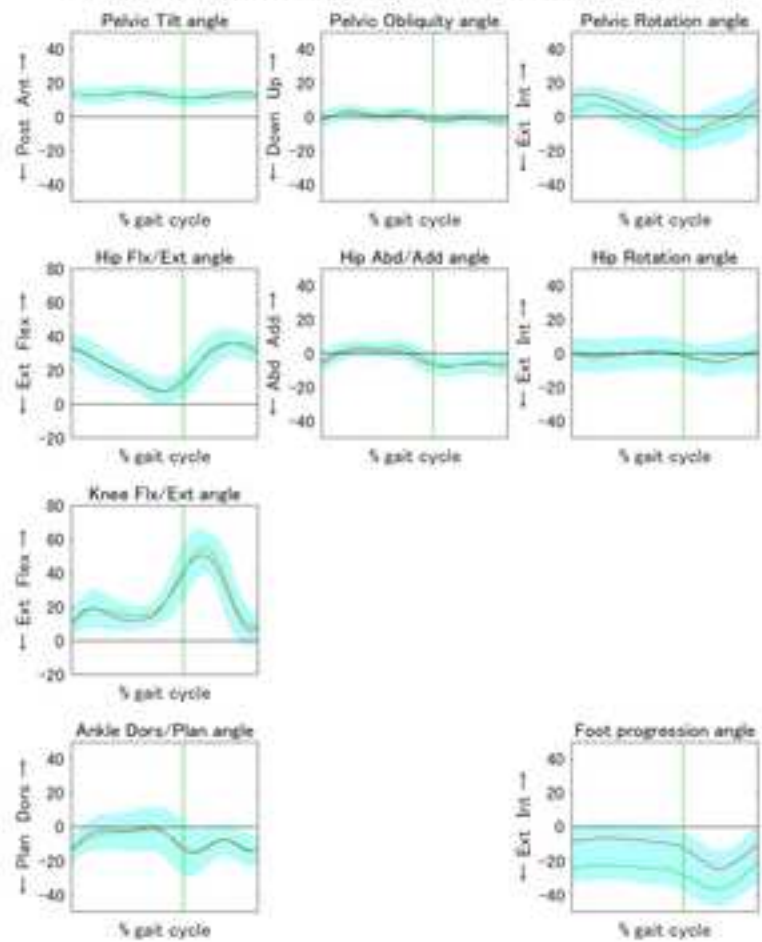 Pelvic Tilt angle
← Post Ant →
40
20
0
-20
-40
% gait cycle
Pelvic Obliquity angle
← Down Up →
40
20
0
-20
-40
% gait cycle
Pelvic Rotation angle
← Ext Int →
40
20
0
-20
-40
% gait cycle
Hip Flx/Ext angle
← Ext Flex →
80
60
40
20
0
-20
% gait cycle
Hip Abd/Add angle
← Abd Add →
40
20
0
-20
-40
% gait cycle
Hip Rotation angle
← Ext Int →
40
20
0
-20
-40
% gait cycle
Knee Flx/Ext angle
← Ext Flex →
80
60
40
20
0
-20
% gait cycle
Ankle Dors/Plan angle
← Plan Dors →
40
20
0
-20
-40
% gait cycle
Foot progression angle
← Ext Int →
40
20
0
-20
-40
% gait cycle